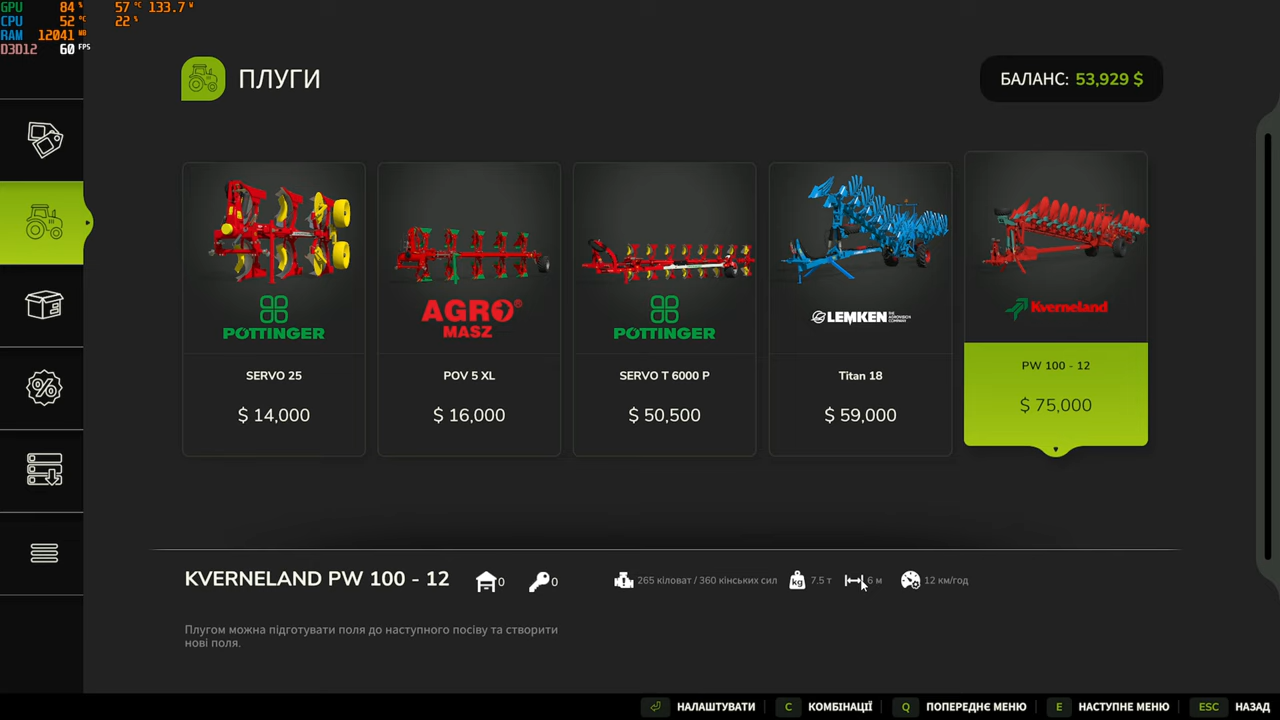 GPU 84 % 57 °C 133.7 W
CPU 52 °C 22 %
RAM 12041 MB
D3D12 60 FPS
ПЛУГИ
БАЛАНС: 53,929 $
PÖTTINGER
SERVO 25
$ 14,000
AGRO® MASZ
POV 5 XL
$ 16,000
PÖTTINGER
SERVO T 6000 P
$ 50,500
LEMKEN THE AGROVISION COMPANY
Titan 18
$ 59,000
Kverneland
PW 100 - 12
$ 75,000
KVERNELAND PW 100 - 12 0 0 265 кіловат / 360 кінських сил kg 7.5 т 6 м 12 км/год
Плугом можна підготувати поля до наступного посіву та створити
нові поля.
НАЛАШТУВАТИ C КОМБІНАЦІЇ Q ПОПЕРЕДНЄ МЕНЮ E НАСТУПНЕ МЕНЮ ESC НАЗАД